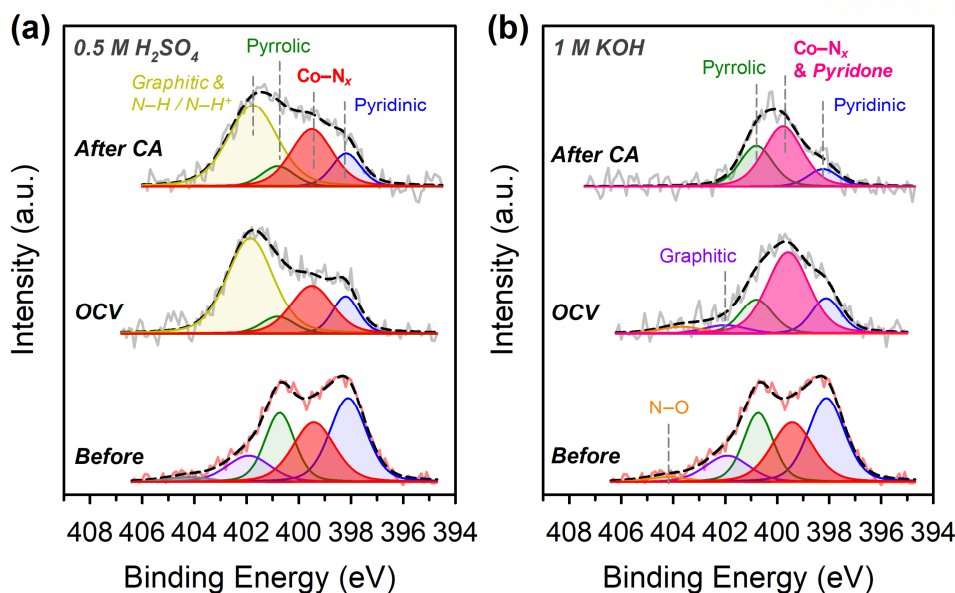 (a)
0.5 M H₂SO₄
Pyrrolic
Graphitic &
N–H / N–H⁺
Co–Nₓ
Pyridinic
After CA
OCV
Before
Intensity (a.u.)
408 406 404 402 400 398 396 394
Binding Energy (eV)
(b)
1 M KOH
Co–Nₓ
& Pyridone
Pyrrolic
Pyridinic
After CA
Graphitic
OCV
N–O
Before
Intensity (a.u.)
408 406 404 402 400 398 396 394
Binding Energy (eV)